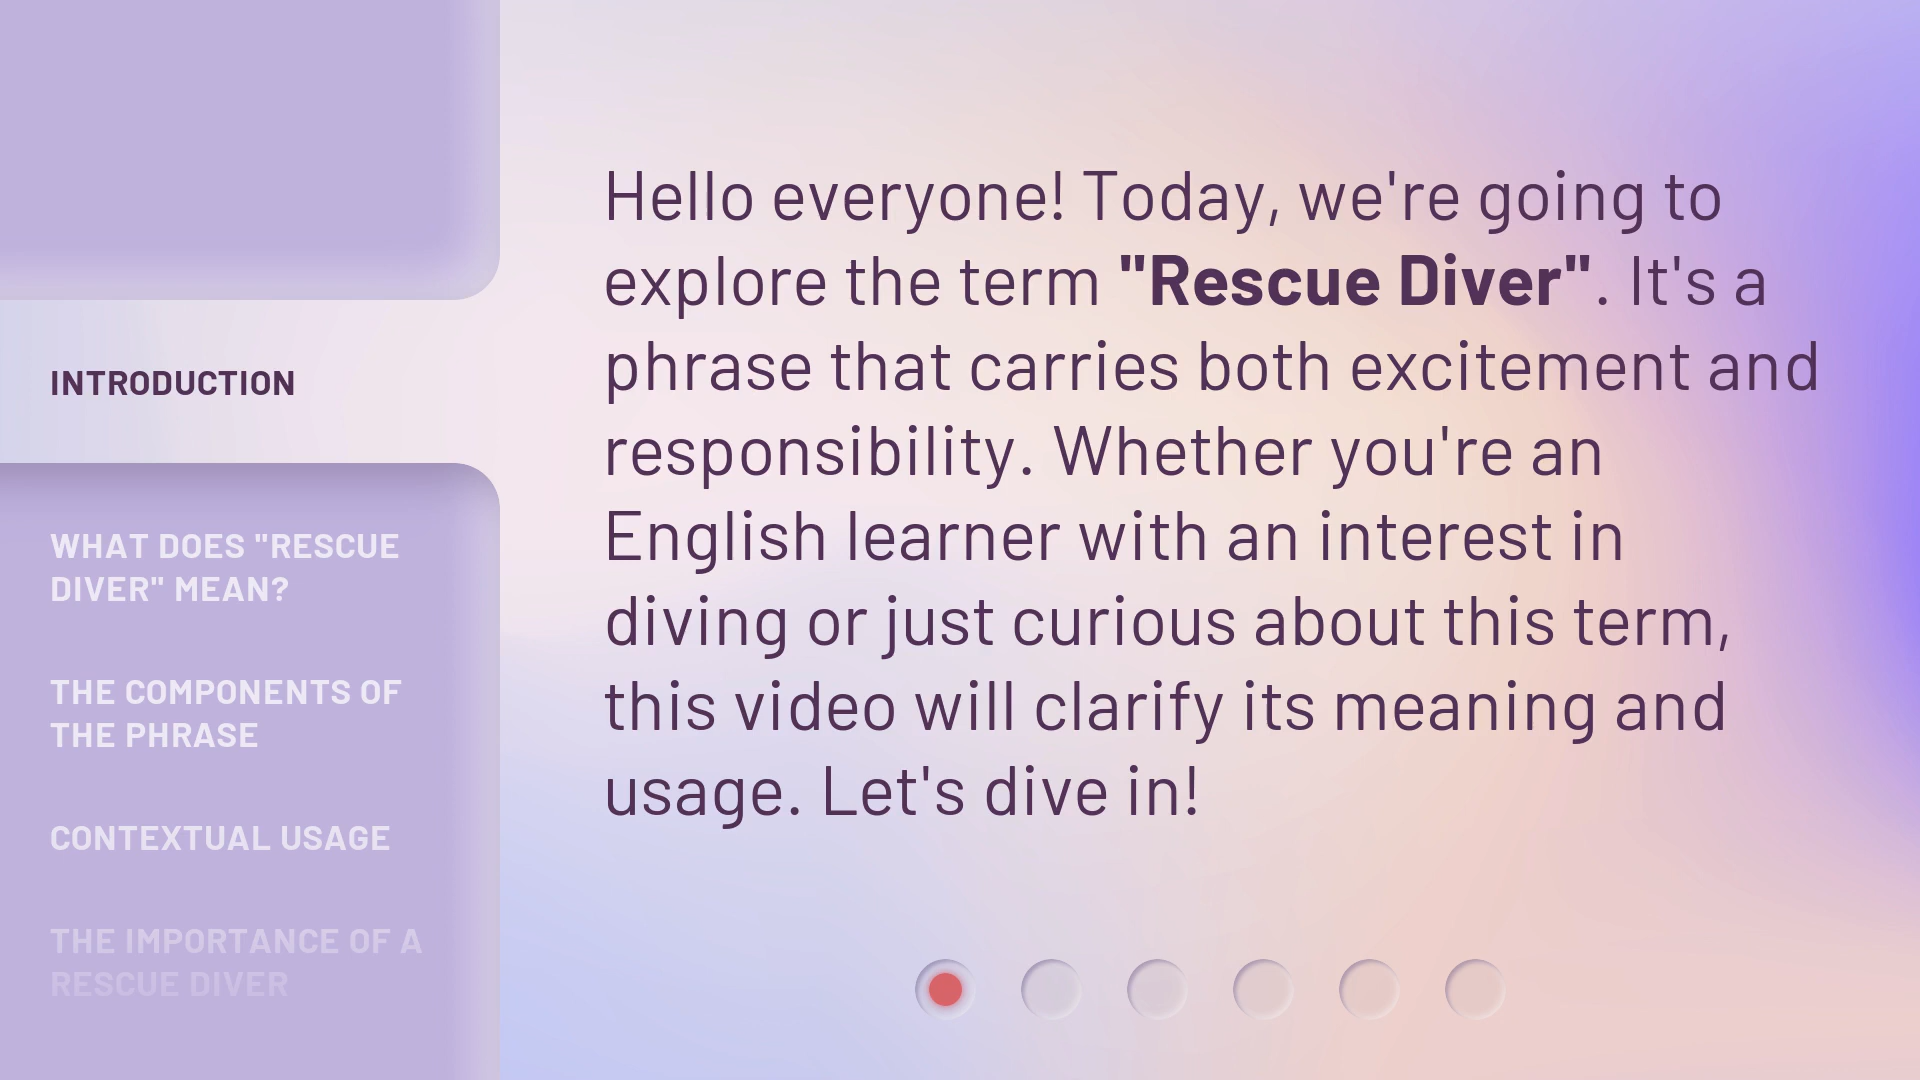 INTRODUCTION
WHAT DOES "RESCUE
DIVER" MEAN?
THE COMPONENTS OF
THE PHRASE
CONTEXTUAL USAGE
THE IMPORTANCE OF A
RESCUE DIVER
Hello everyone! Today, we're going to
explore the term "Rescue Diver". It's a
phrase that carries both excitement and
responsibility. Whether you're an
English learner with an interest in
diving or just curious about this term,
this video will clarify its meaning and
usage. Let's dive in!